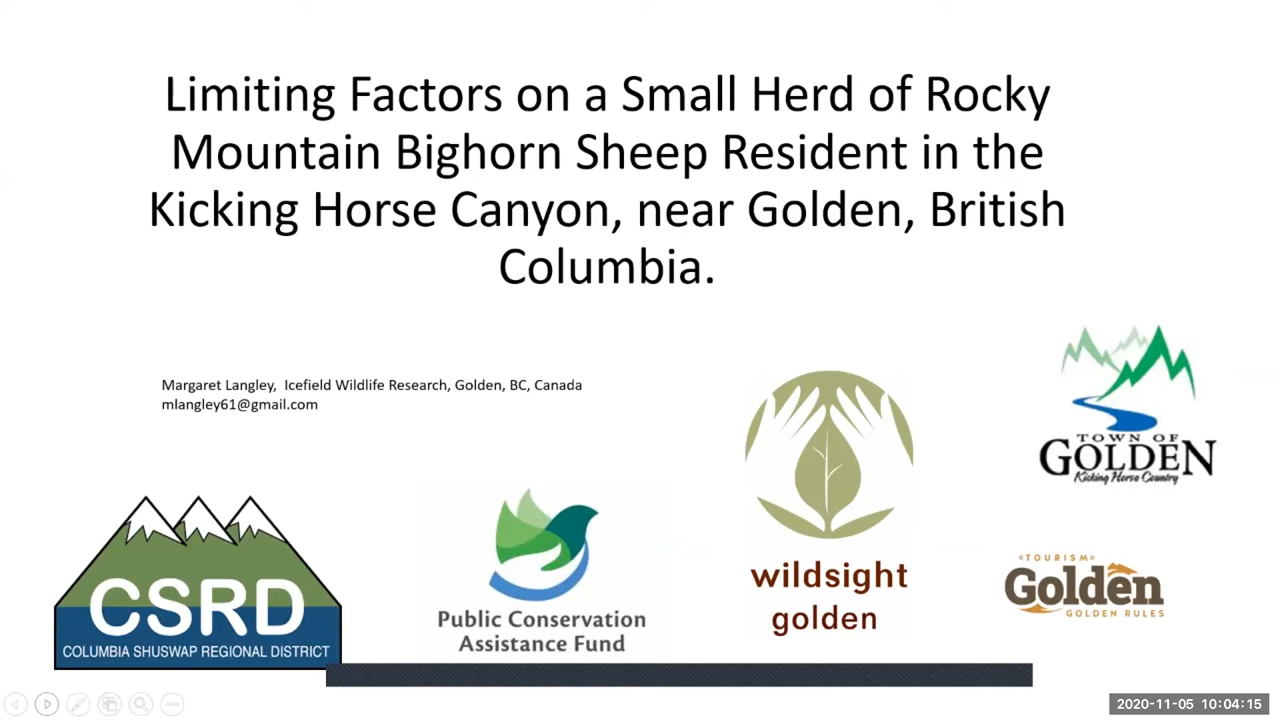 Limiting Factors on a Small Herd of Rocky
Mountain Bighorn Sheep Resident in the
Kicking Horse Canyon, near Golden, British
Columbia.
Margaret Langley, Icefield Wildlife Research, Golden, BC, Canada
mlangley61@gmail.com
TOWN OF
GOLDEN
Kicking Horse Country
CSRD
COLUMBIA SHUSWAP REGIONAL DISTRICT
Public Conservation
Assistance Fund
wildsight
golden
TOURISM
Golden
GOLDEN RULES
2020-11-05 10:04:15